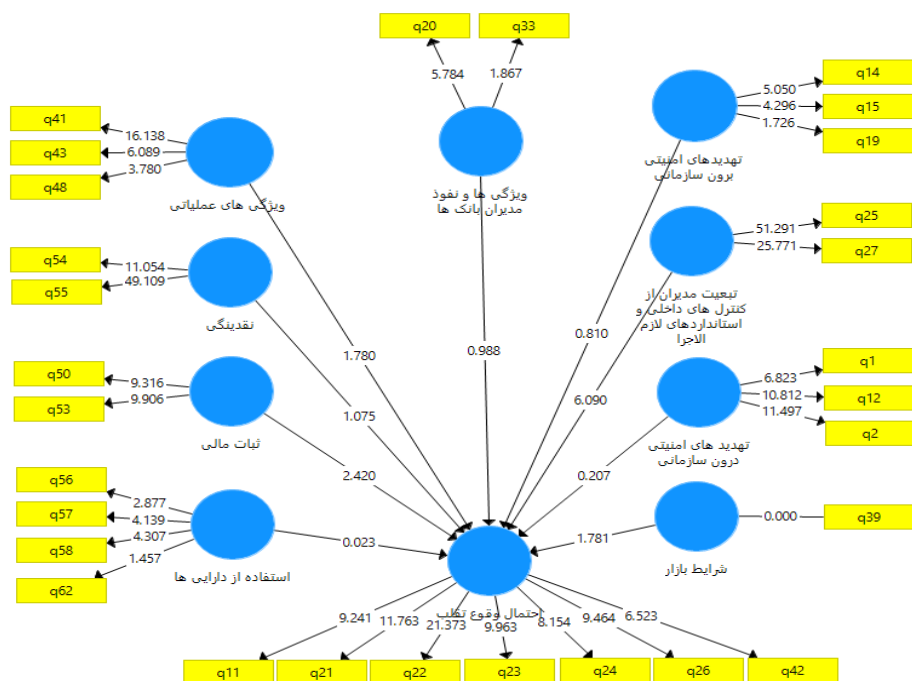 q20
q33
5.784
1.867
ویژگی ها و نفوذ
مدیران بانک ها
0.988
q41
q43
q48
16.138
6.089
3.780
ویژگی های عملیاتی
1.780
q54
q55
11.054
49.109
نقدینگی
1.075
q50
q53
9.316
9.906
ثبات مالی
2.420
q56
q57
q58
q62
2.877
4.139
4.307
1.457
استفاده از دارایی ها
0.023
q14
q15
q19
5.050
4.296
1.726
تهدیدهای امنیتی
برون سازمانی
0.810
q25
q27
51.291
25.771
تبعیت مدیران از
کنترل های داخلی و
استانداردهای لازم
الاجرا
6.090
q1
q12
q2
6.823
10.812
11.497
تهدید های امنیتی
درون سازمانی
0.207
q39
0.000
شرایط بازار
1.781
احتمال وقوع تقلب
9.241
11.763
21.373
9.963
8.154
9.464
6.523
q11
q21
q22
q23
q24
q26
q42